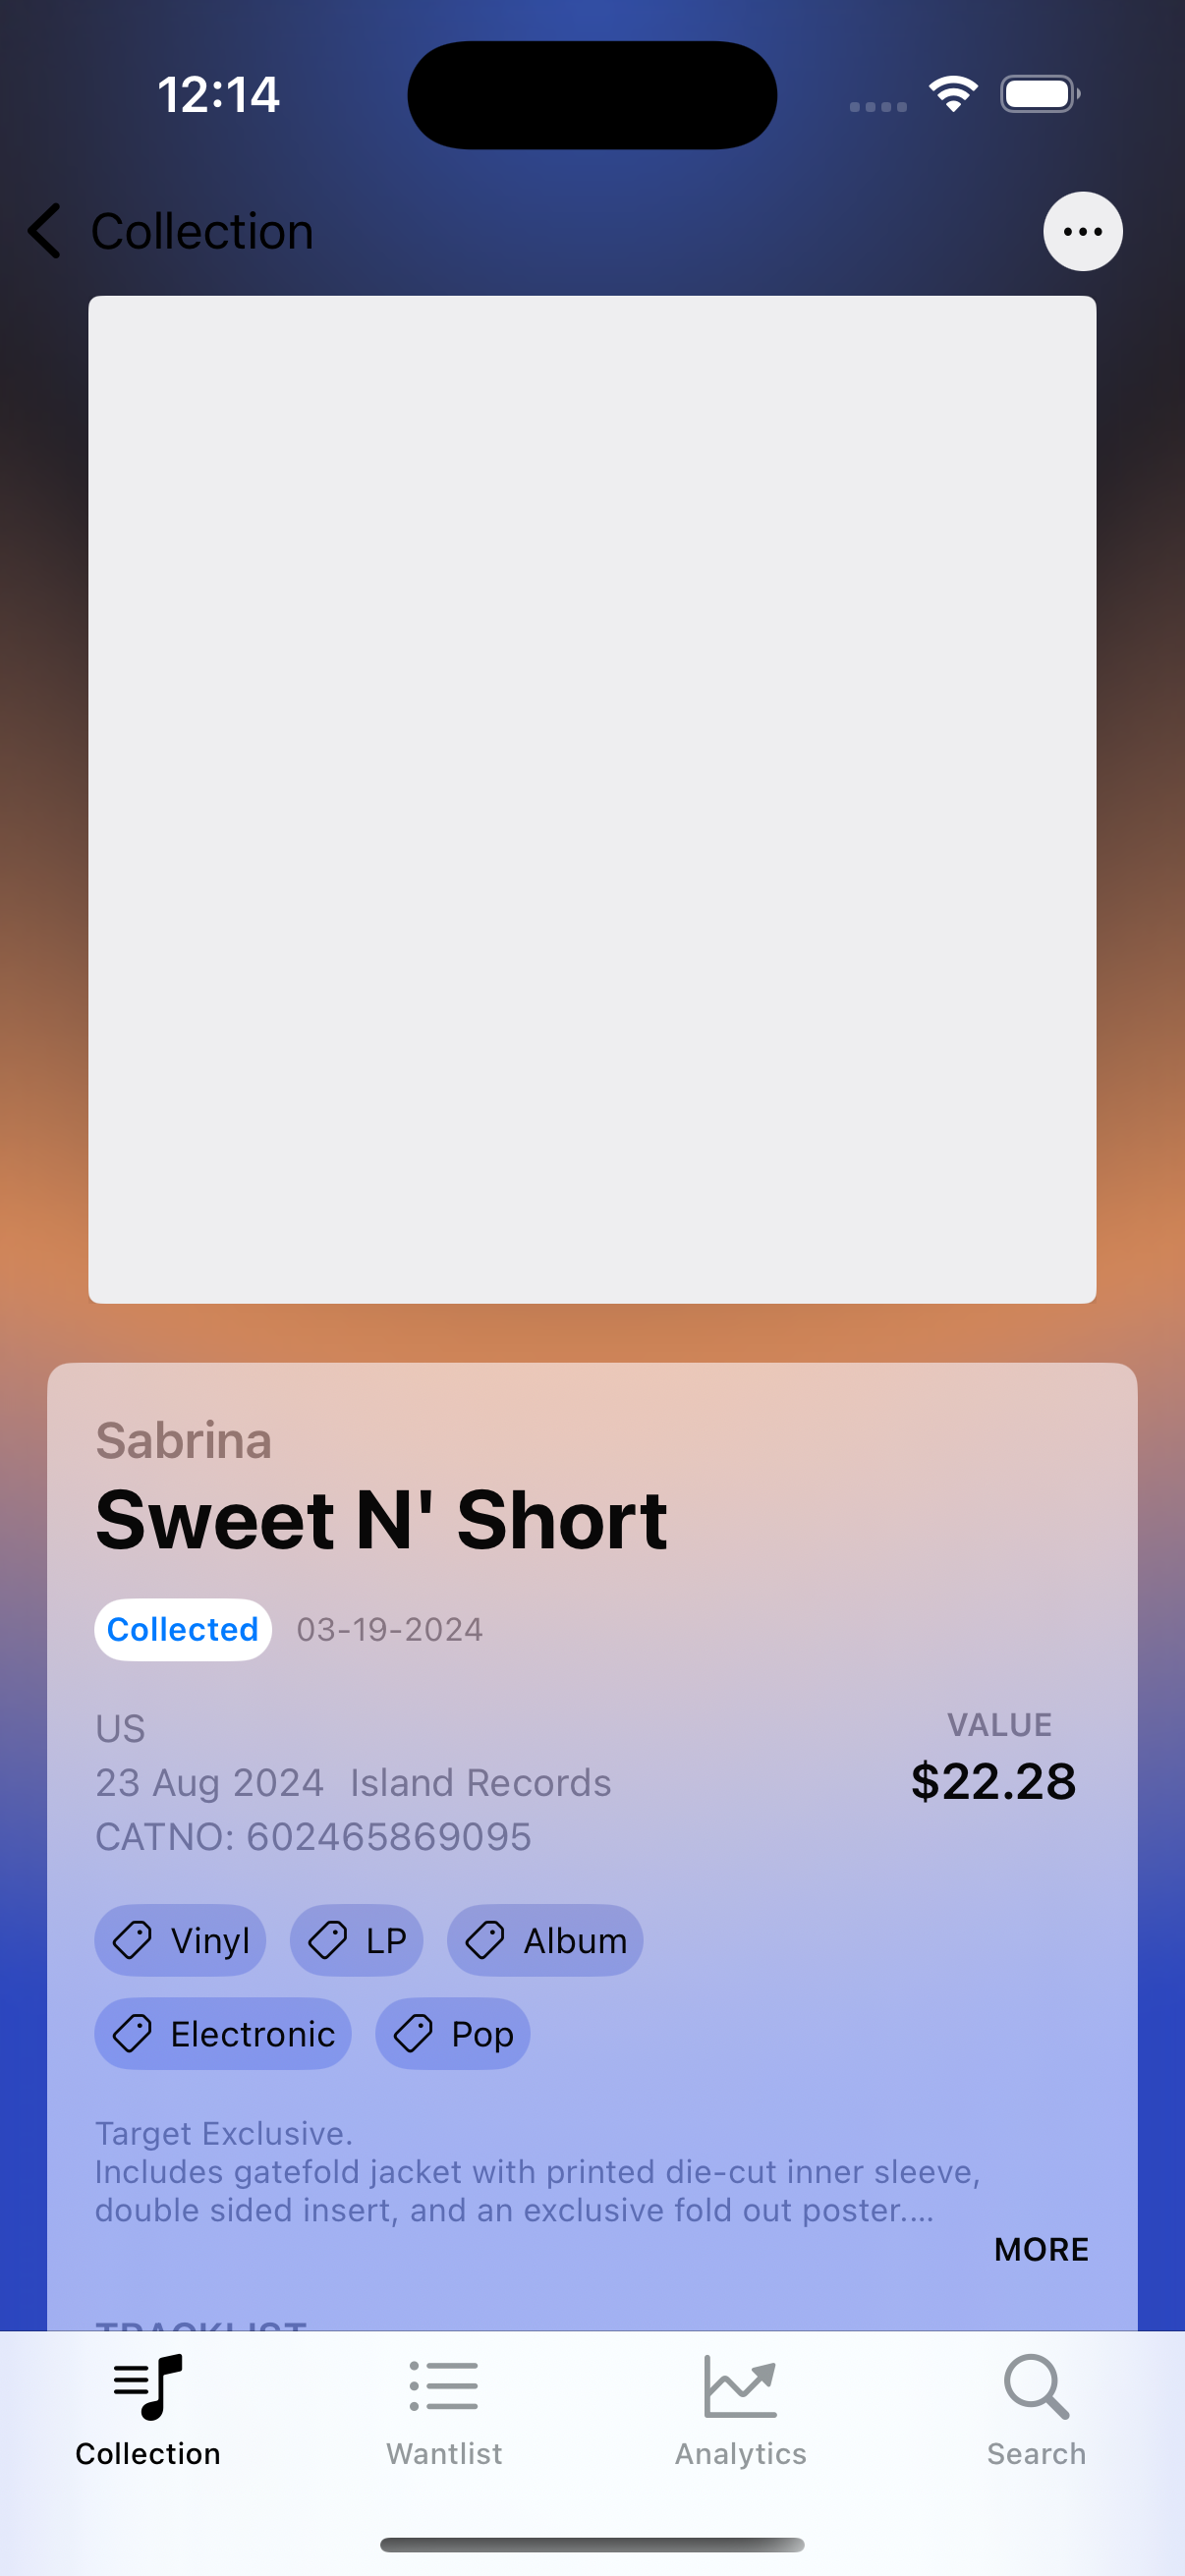 12:14
Collection
Sabrina
Sweet N' Short
Collected 03-19-2024
US
VALUE
23 Aug 2024 Island Records
$22.28
CATNO: 602465869095
Vinyl LP Album
Electronic Pop
Target Exclusive.
Includes gatefold jacket with printed die-cut inner sleeve,
double sided insert, and an exclusive fold out poster....
MORE
TRACKLIST
Collection Wantlist Analytics Search